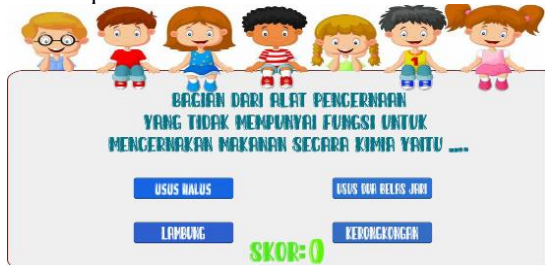 BAGIAN DARI ALAT PENCERNAAN
YANG TIDAK MEMPUNYAI FUNGSI UNTUK
MENCERNAKAN MAKANAN SECARA KIMIA YAITU ....
USUS HALUS
USUS DUA BELAS JARI
LAMBUNG
KERONGKONGAN
SKOR: 0